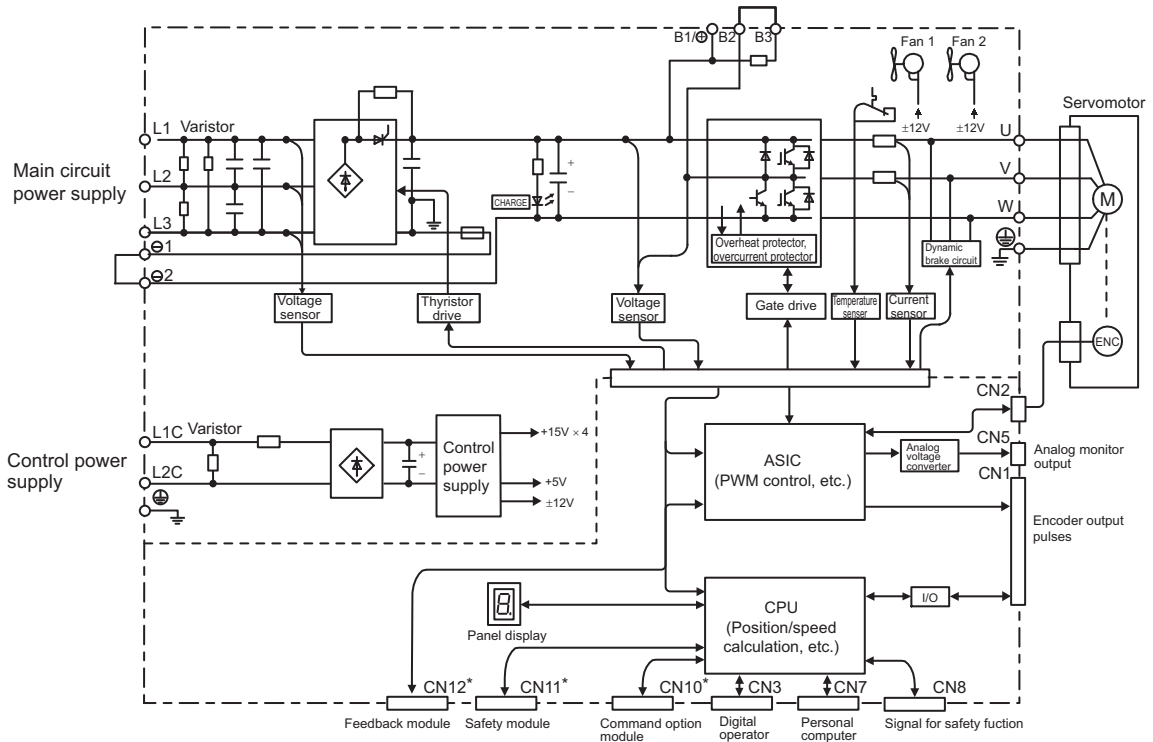 B1/⊕ B2 B3
Fan 1 Fan 2
±12V ±12V
Servomotor
Main circuit
power supply
L1 Varistor
L2
L3
⊖1
⊖2
CHARGE
+
–
Overheat protector,
overcurrent protector
U
V
W
M
ENC
Dynamic
brake circuit
Voltage
sensor
Thyristor
drive
Voltage
sensor
Gate drive
Temperature
senser
Current
sensor
Control power
supply
L1C Varistor
L2C
+
–
Control
power
supply
+15V × 4
+5V
±12V
ASIC
(PWM control, etc.)
Analog
voltage
converter
CN2
CN5
Analog monitor
output
CN1
Encoder output
pulses
8.
Panel display
CPU
(Position/speed
calculation, etc.)
I/O
CN12*
Feedback module
CN11*
Safety module
CN10*
Command option
module
CN3
Digital
operator
CN7
Personal
computer
CN8
Signal for safety fuction